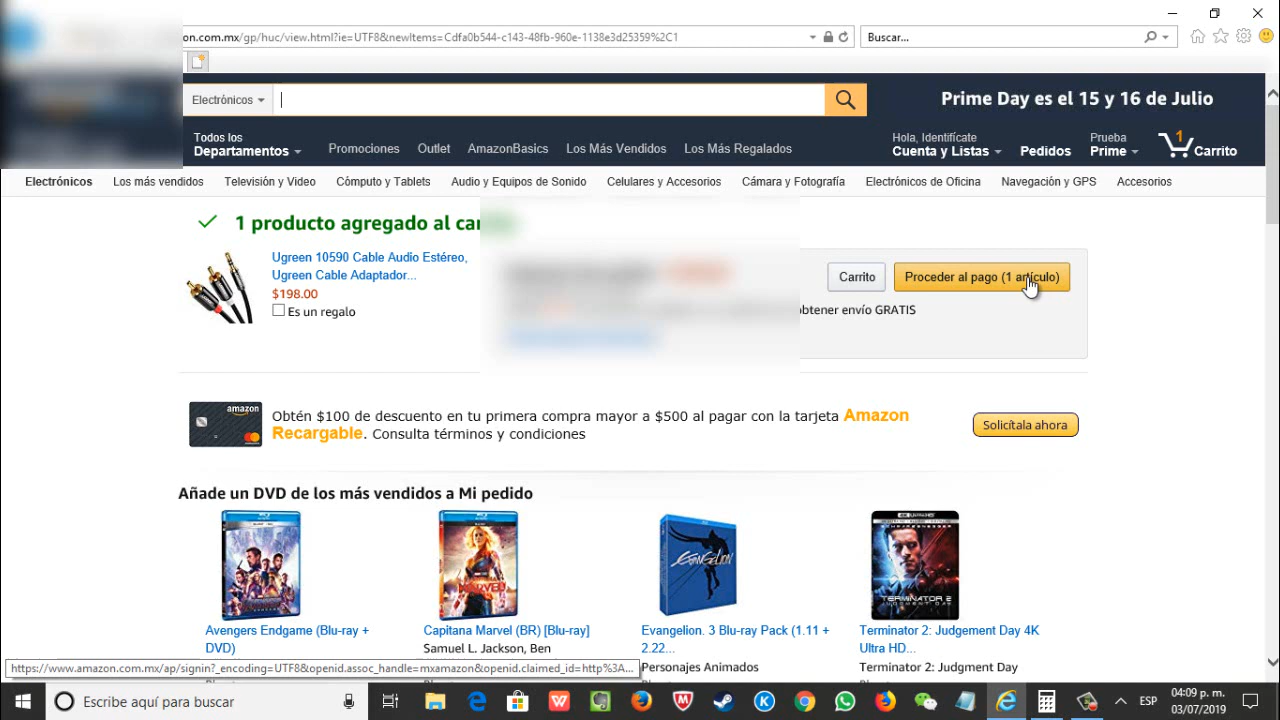 on.com.mx/gp/huc/view.html?ie=UTF8&newItems=Cdfa0b544-c143-48fb-960e-1138e3d25359%2C1
Buscar...
Electrónicos
Prime Day es el 15 y 16 de Julio
Todos los
Departamentos
Promociones
Outlet
AmazonBasics
Los Más Vendidos
Los Más Regalados
Hola, Identifícate
Cuenta y Listas
Pedidos
Prueba
Prime
1
Carrito
Electrónicos
Los más vendidos
Televisión y Video
Cómputo y Tablets
Audio y Equipos de Sonido
Celulares y Accesorios
Cámara y Fotografía
Electrónicos de Oficina
Navegación y GPS
Accesorios
1 producto agregado al car
Ugreen 10590 Cable Audio Estéreo,
Ugreen Cable Adaptador...
$198.00
Es un regalo
Carrito
Proceder al pago (1 artículo)
obtener envío GRATIS
amazon
Obtén $100 de descuento en tu primera compra mayor a $500 al pagar con la tarjeta Amazon
Recargable. Consulta términos y condiciones
Solicítala ahora
Añade un DVD de los más vendidos a Mi pedido
MARVEL
EVANGELION
TERMINATOR 2
JUDGMENT DAY
Avengers Endgame (Blu-ray +
DVD)
Capitana Marvel (BR) [Blu-ray]
Samuel L. Jackson, Ben
Evangelion. 3 Blu-ray Pack (1.11 +
2.22...
Personajes Animados
Terminator 2: Judgement Day 4K
Ultra HD...
Terminator 2: Judgment Day
https://www.amazon.com.mx/ap/signin?_encoding=UTF8&openid.assoc_handle=mxamazon&openid.claimed_id=http%3A...
Escribe aquí para buscar
ESP
04:09 p. m.
03/07/2019